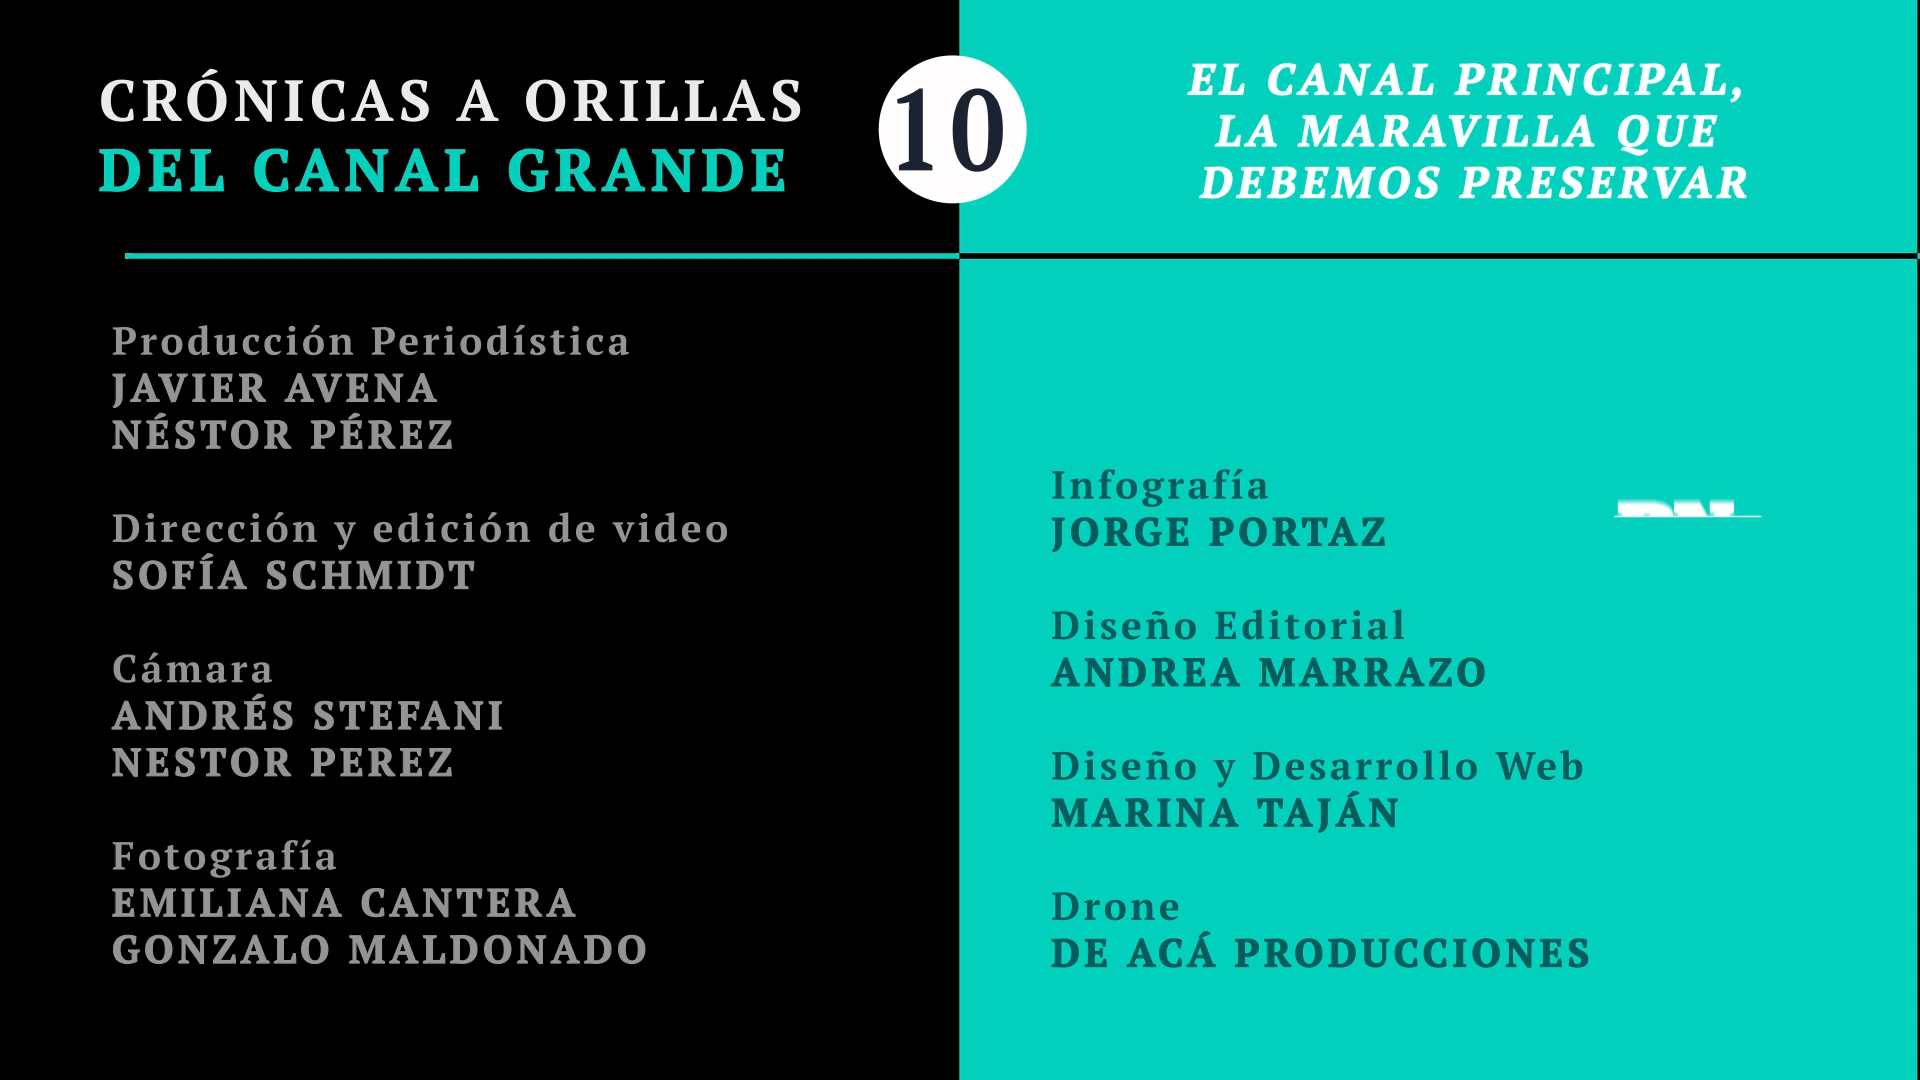 CRÓNICAS A ORILLAS
DEL CANAL GRANDE
10
EL CANAL PRINCIPAL,
LA MARAVILLA QUE
DEBEMOS PRESERVAR
Producción Periodística
JAVIER AVENA
NÉSTOR PÉREZ
Dirección y edición de video
SOFÍA SCHMIDT
Cámara
ANDRÉS STEFANI
NESTOR PEREZ
Fotografía
EMILIANA CANTERA
GONZALO MALDONADO
Infografía
JORGE PORTAZ
Diseño Editorial
ANDREA MARRAZO
Diseño y Desarrollo Web
MARINA TAJÁN
Drone
DE ACÁ PRODUCCIONES